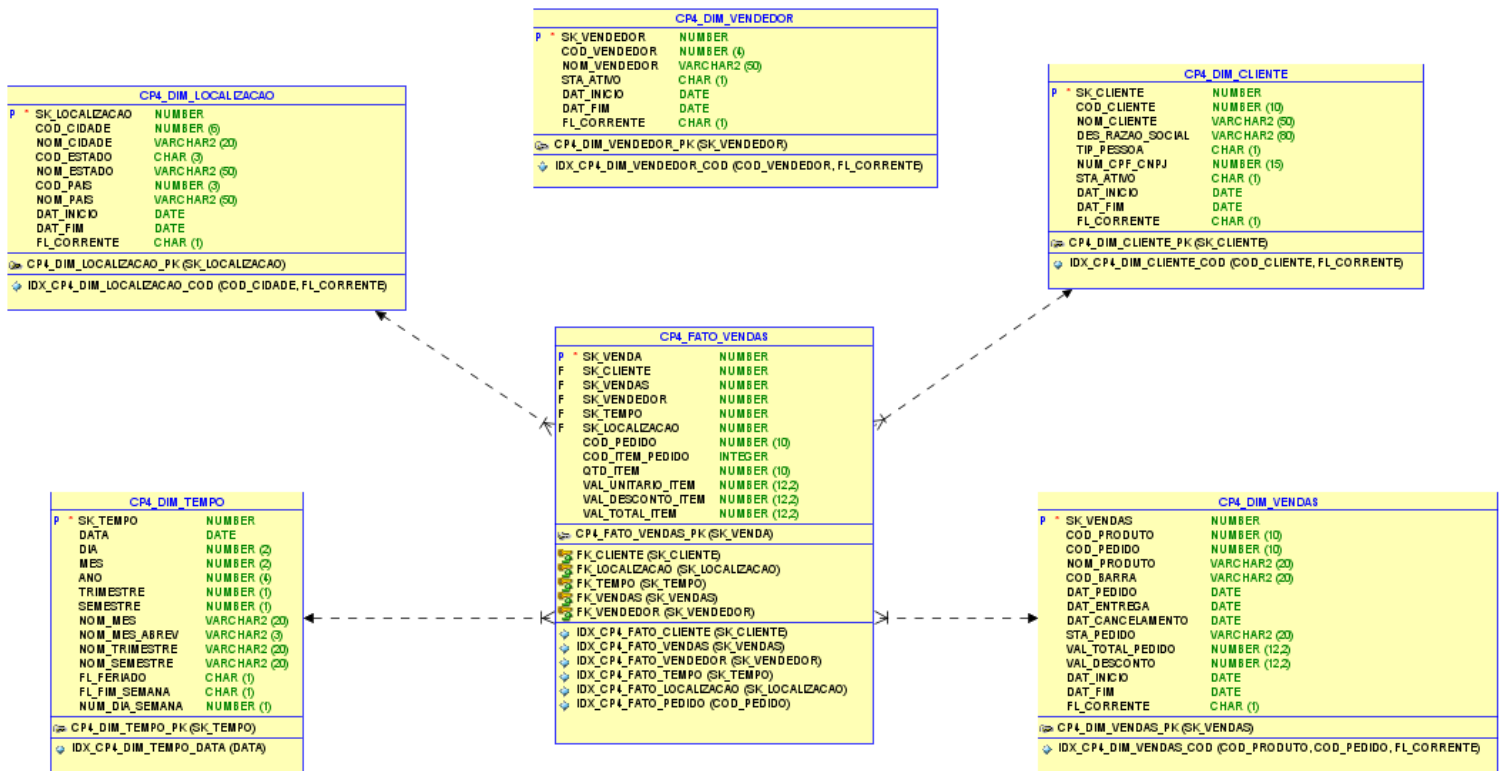 CP4_DIM_VENDEDOR
P * SK_VENDEDOR NUMBER
COD_VENDEDOR NUMBER (4)
NOM_VENDEDOR VARCHAR2 (50)
STA_ATIVO CHAR (1)
DAT_INICIO DATE
DAT_FIM DATE
FL_CORRENTE CHAR (1)
CP4_DIM_VENDEDOR_PK (SK_VENDEDOR)
IDX_CP4_DIM_VENDEDOR_COD (COD_VENDEDOR, FL_CORRENTE)
CP4_DIM_LOCALIZACAO
P * SK_LOCALIZACAO NUMBER
COD_CIDADE NUMBER (6)
NOM_CIDADE VARCHAR2 (20)
COD_ESTADO CHAR (3)
NOM_ESTADO VARCHAR2 (50)
COD_PAIS NUMBER (3)
NOM_PAIS VARCHAR2 (50)
DAT_INICIO DATE
DAT_FIM DATE
FL_CORRENTE CHAR (1)
CP4_DIM_LOCALIZACAO_PK (SK_LOCALIZACAO)
IDX_CP4_DIM_LOCALIZACAO_COD (COD_CIDADE, FL_CORRENTE)
CP4_DIM_CLIENTE
P * SK_CLIENTE NUMBER
COD_CLIENTE NUMBER (10)
NOM_CLIENTE VARCHAR2 (50)
DES_RAZAO_SOCIAL VARCHAR2 (80)
TIP_PESSOA CHAR (1)
NUM_CPF_CNPJ NUMBER (15)
STA_ATIVO CHAR (1)
DAT_INICIO DATE
DAT_FIM DATE
FL_CORRENTE CHAR (1)
CP4_DIM_CLIENTE_PK (SK_CLIENTE)
IDX_CP4_DIM_CLIENTE_COD (COD_CLIENTE, FL_CORRENTE)
CP4_FATO_VENDAS
P * SK_VENDA NUMBER
F SK_CLIENTE NUMBER
F SK_VENDAS NUMBER
F SK_VENDEDOR NUMBER
F SK_TEMPO NUMBER
F SK_LOCALIZACAO NUMBER
COD_PEDIDO NUMBER (10)
COD_ITEM_PEDIDO INTEGER
QTD_ITEM NUMBER (10)
VAL_UNITARIO_ITEM NUMBER (12,2)
VAL_DESCONTO_ITEM NUMBER (12,2)
VAL_TOTAL_ITEM NUMBER (12,2)
CP4_FATO_VENDAS_PK (SK_VENDA)
FK_CLIENTE (SK_CLIENTE)
FK_LOCALIZACAO (SK_LOCALIZACAO)
FK_TEMPO (SK_TEMPO)
FK_VENDAS (SK_VENDAS)
FK_VENDEDOR (SK_VENDEDOR)
IDX_CP4_FATO_CLIENTE (SK_CLIENTE)
IDX_CP4_FATO_VENDAS (SK_VENDAS)
IDX_CP4_FATO_VENDEDOR (SK_VENDEDOR)
IDX_CP4_FATO_TEMPO (SK_TEMPO)
IDX_CP4_FATO_LOCALIZACAO (SK_LOCALIZACAO)
IDX_CP4_FATO_PEDIDO (COD_PEDIDO)
CP4_DIM_TEMPO
P * SK_TEMPO NUMBER
DATA DATE
DIA NUMBER (2)
MES NUMBER (2)
ANO NUMBER (4)
TRIMESTRE NUMBER (1)
SEMESTRE NUMBER (1)
NOM_MES VARCHAR2 (20)
NOM_MES_ABREV VARCHAR2 (3)
NOM_TRIMESTRE VARCHAR2 (20)
NOM_SEMESTRE VARCHAR2 (20)
FL_FERIADO CHAR (1)
FL_FIM_SEMANA CHAR (1)
NUM_DIA_SEMANA NUMBER (1)
CP4_DIM_TEMPO_PK (SK_TEMPO)
IDX_CP4_DIM_TEMPO_DATA (DATA)
CP4_DIM_VENDAS
P * SK_VENDAS NUMBER
COD_PRODUTO NUMBER (10)
COD_PEDIDO NUMBER (10)
NOM_PRODUTO VARCHAR2 (20)
COD_BARRA VARCHAR2 (20)
DAT_PEDIDO DATE
DAT_ENTREGA DATE
DAT_CANCELAMENTO DATE
STA_PEDIDO VARCHAR2 (20)
VAL_TOTAL_PEDIDO NUMBER (12,2)
VAL_DESCONTO NUMBER (12,2)
DAT_INICIO DATE
DAT_FIM DATE
FL_CORRENTE CHAR (1)
CP4_DIM_VENDAS_PK (SK_VENDAS)
IDX_CP4_DIM_VENDAS_COD (COD_PRODUTO, COD_PEDIDO, FL_CORRENTE)